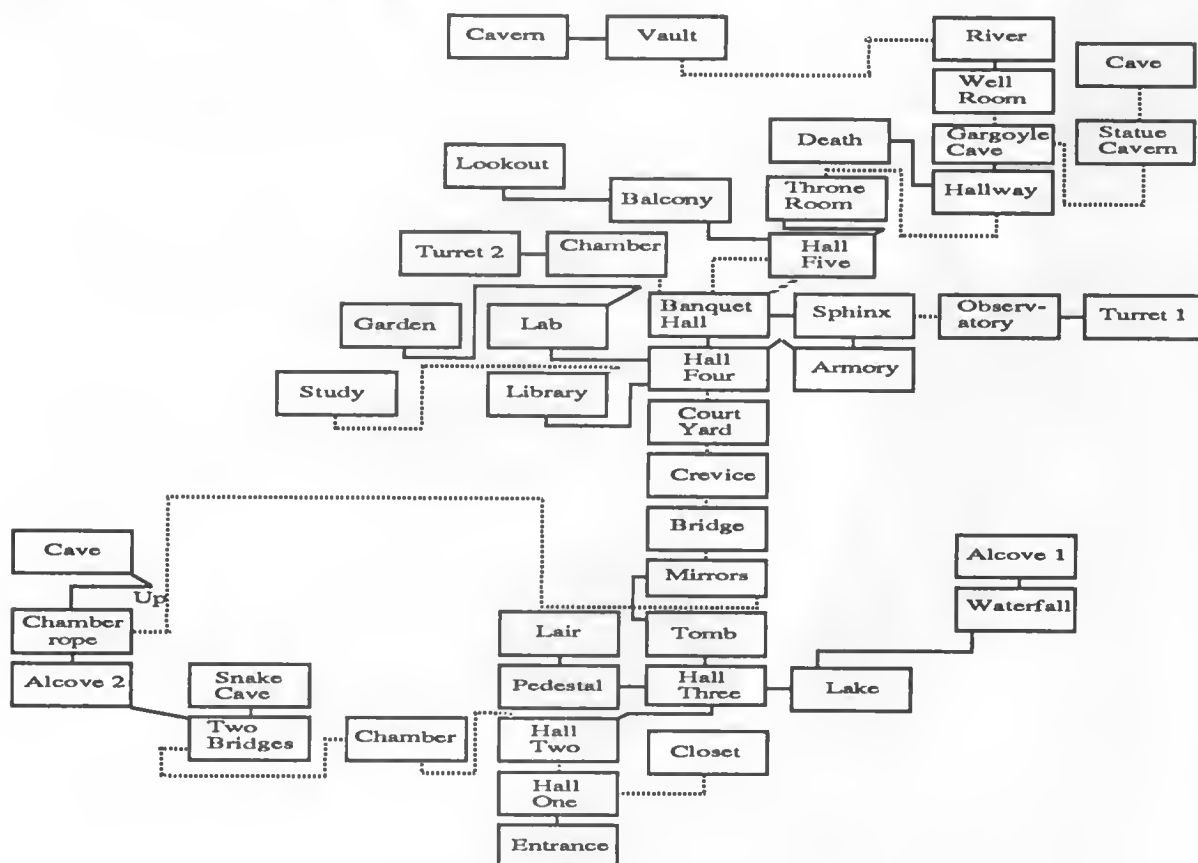 Cavern
Vault
River
Cave
Well
Room
Death
Gargoyle
Cave
Statue
Cavern
Lookout
Throne
Room
Hallway
Balcony
Turret 2
Chamber
Hall
Five
Garden
Lab
Banquet
Hall
Sphinx
Observ-
atory
Turret 1
Study
Library
Hall
Four
Armory
Court
Yard
Crevice
Bridge
Cave
Alcove 1
Mirrors
Up
Waterfall
Chamber
rope
Lair
Tomb
Alcove 2
Snake
Cave
Pedestal
Hall
Three
Lake
Two
Bridges
Chamber
Hall
Two
Closet
Hall
One
Entrance